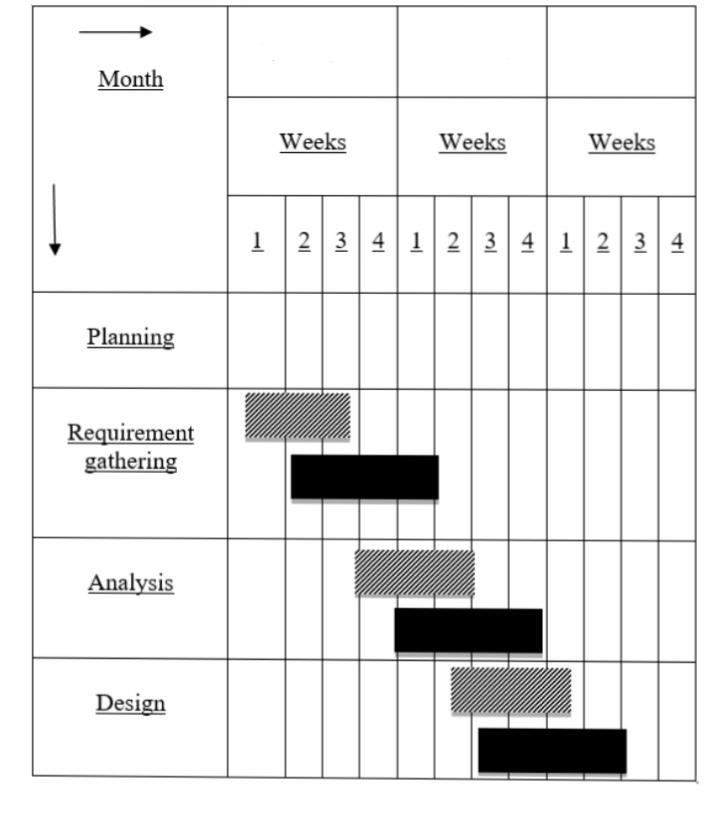 Month
Weeks Weeks Weeks
1 2 3 4 1 2 3 4 1 2 3 4
Planning
Requirement
gathering
Analysis
Design